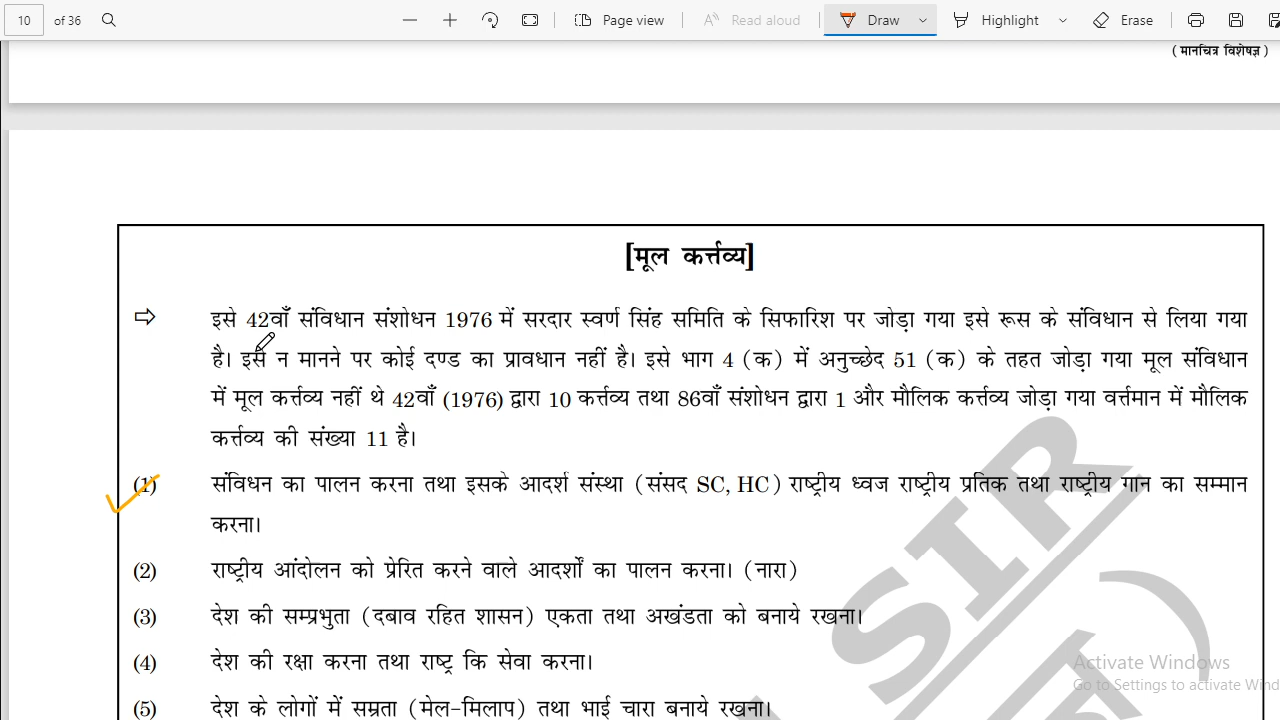 10 of 36 Page view Read aloud Draw Highlight Erase
( मानचित्र विशेषज्ञ )
[मूल कर्त्तव्य]
⇨ इसे 42वाँ संविधान संशोधन 1976 में सरदार स्वर्ण सिंह समिति के सिफारिश पर जोड़ा गया इसे रूस के संविधान से लिया गया
है। इसे न मानने पर कोई दण्ड का प्रावधान नहीं है। इसे भाग 4 (क) में अनुच्छेद 51 (क) के तहत जोड़ा गया मूल संविधान
में मूल कर्त्तव्य नहीं थे 42वाँ (1976) द्वारा 10 कर्त्तव्य तथा 86वाँ संशोधन द्वारा 1 और मौलिक कर्त्तव्य जोड़ा गया वर्त्तमान में मौलिक
कर्त्तव्य की संख्या 11 है।
(1) संविधन का पालन करना तथा इसके आदर्श संस्था (संसद SC, HC) राष्ट्रीय ध्वज राष्ट्रीय प्रतिक तथा राष्ट्रीय गान का सम्मान
करना।
(2) राष्ट्रीय आंदोलन को प्रेरित करने वाले आदर्शों का पालन करना। (नारा)
(3) देश की सम्प्रभुता (दबाव रहित शासन) एकता तथा अखंडता को बनाये रखना।
(4) देश की रक्षा करना तथा राष्ट्र कि सेवा करना।
(5) देश के लोगों में सम्रता (मेल-मिलाप) तथा भाई चारा बनाये रखना।
SIR
Activate Windows
Go to Settings to activate Wind